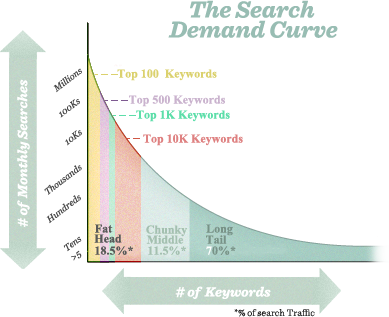 The Search
Demand Curve
# of Monthly Searches
Millions
100Ks
10Ks
Thousands
Hundreds
Tens
>5
Top 100 Keywords
Top 500 Keywords
Top 1K Keywords
Top 10K Keywords
Fat
Head
18.5%*
Chunky
Middle
11.5%*
Long
Tail
70%*
# of Keywords
*% of search Traffic